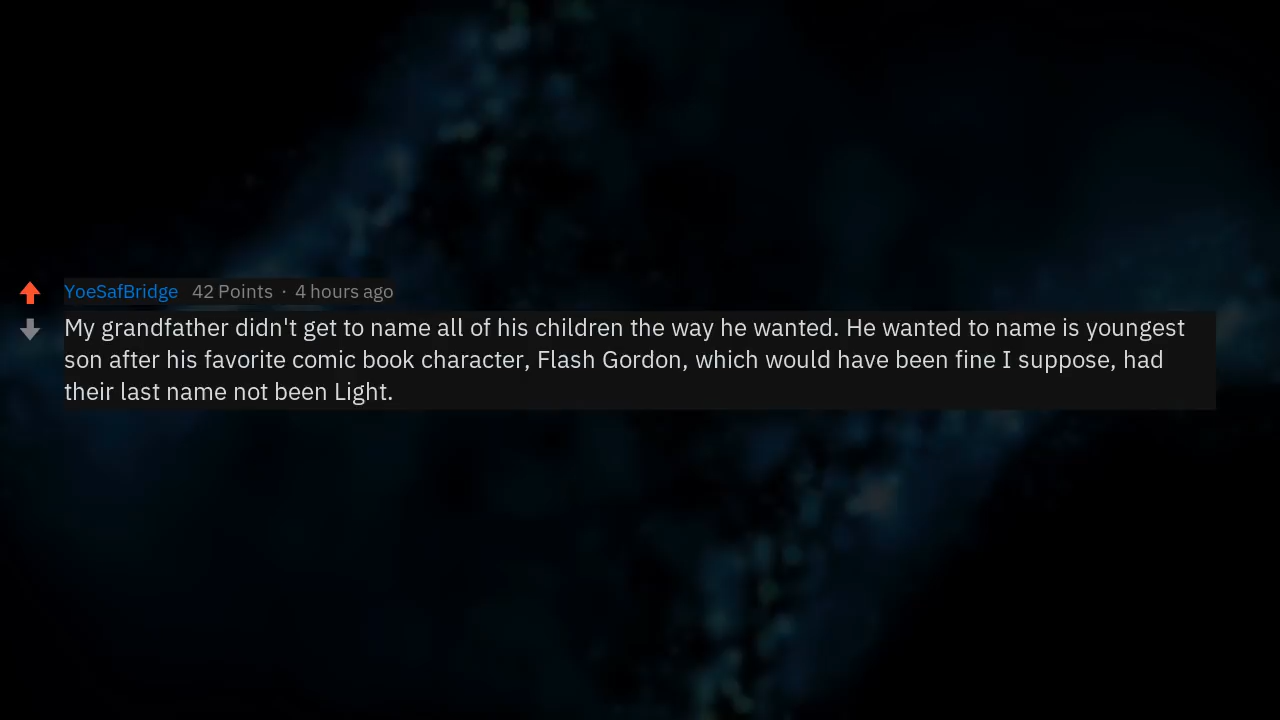 YoeSafBridge 42 Points · 4 hours ago
My grandfather didn't get to name all of his children the way he wanted. He wanted to name is youngest
son after his favorite comic book character, Flash Gordon, which would have been fine I suppose, had
their last name not been Light.